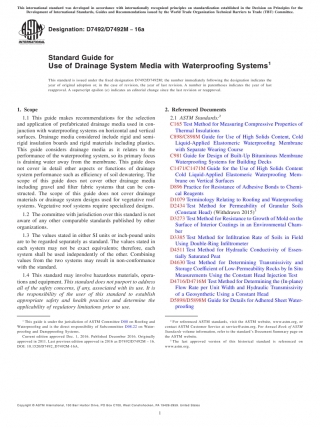 This international standard was developed in accordance with internationally recognized principles on standardization established in the Decision on Principles for the
Development of International Standards, Guides and Recommendations issued by the World Trade Organization Technical Barriers to Trade (TBT) Committee.
Designation: D7492/D7492M – 16a
Standard Guide for
Use of Drainage System Media with Waterproofing Systems¹
This standard is issued under the fixed designation D7492/D7492M; the number immediately following the designation indicates the
year of original adoption or, in the case of revision, the year of last revision. A number in parentheses indicates the year of last
reapproval. A superscript epsilon (ε) indicates an editorial change since the last revision or reapproval.
1. Scope
1.1 This guide makes recommendations for the selection
and application of prefabricated drainage media used in con-
junction with waterproofing systems on horizontal and vertical
surfaces. Drainage media considered include rigid and semi-
rigid insulation boards and rigid materials including plastics.
This guide considers drainage media as it relates to the
performance of the waterproofing system, so its primary focus
is draining water away from the membrane. This guide does
not cover in detail other aspects or functions of drainage
system performance such as efficiency of soil dewatering. The
scope of this guide does not cover other drainage media
including gravel and filter fabric systems that can be con-
structed. The scope of this guide does not cover drainage
materials or drainage system designs used for vegetative roof
systems. Vegetative roof systems require specialized designs.
1.2 The committee with jurisdiction over this standard is not
aware of any other comparable standards published by other
organizations.
1.3 The values stated in either SI units or inch-pound units
are to be regarded separately as standard. The values stated in
each system may not be exact equivalents; therefore, each
system shall be used independently of the other. Combining
values from the two systems may result in non-conformance
with the standard.
1.4 This standard may involve hazardous materials, opera-
tions and equipment. This standard does not purport to address
all of the safety concerns, if any, associated with its use. It is
the responsibility of the user of this standard to establish
appropriate safety and health practices and determine the
applicability of regulatory limitations prior to use.
¹ This guide is under the jurisdiction of ASTM Committee D08 on Roofing and
Waterproofing and is the direct responsibility of Subcommittee D08.22 on Water-
proofing and Dampproofing Systems.
Current edition approved Dec. 1, 2016. Published December 2016. Originally
approved in 2011. Last previous edition approved in 2016 as D7492/D7492M – 16.
DOI: 10.1520/D7492_D7492M-16A.
2. Referenced Documents
2.1 ASTM Standards:²
C165 Test Method for Measuring Compressive Properties of
Thermal Insulations
C898/C898M Guide for Use of High Solids Content, Cold
Liquid-Applied Elastomeric Waterproofing Membrane
with Separate Wearing Course
C981 Guide for Design of Built-Up Bituminous Membrane
Waterproofing Systems for Building Decks
C1471/C1471M Guide for the Use of High Solids Content
Cold Liquid-Applied Elastomeric Waterproofing Mem-
brane on Vertical Surfaces
D896 Practice for Resistance of Adhesive Bonds to Chemi-
cal Reagents
D1079 Terminology Relating to Roofing and Waterproofing
D2434 Test Method for Permeability of Granular Soils
(Constant Head) (Withdrawn 2015)³
D3273 Test Method for Resistance to Growth of Mold on the
Surface of Interior Coatings in an Environmental Cham-
ber
D3385 Test Method for Infiltration Rate of Soils in Field
Using Double-Ring Infiltrometer
D4511 Test Method for Hydraulic Conductivity of Essen-
tially Saturated Peat
D4630 Test Method for Determining Transmissivity and
Storage Coefficient of Low-Permeability Rocks by In Situ
Measurements Using the Constant Head Injection Test
D4716/D4716M Test Method for Determining the (In-plane)
Flow Rate per Unit Width and Hydraulic Transmissivity
of a Geosynthetic Using a Constant Head
D5898/D5898M Guide for Details for Adhered Sheet Water-
proofing
² For referenced ASTM standards, visit the ASTM website, www.astm.org, or
contact ASTM Customer Service at service@astm.org. For Annual Book of ASTM
Standards volume information, refer to the standard's Document Summary page on
the ASTM website.
³ The last approved version of this historical standard is referenced on
www.astm.org.
Copyright © ASTM International, 100 Barr Harbor Drive, PO Box C700, West Conshohocken, PA 19428-2959. United States
1